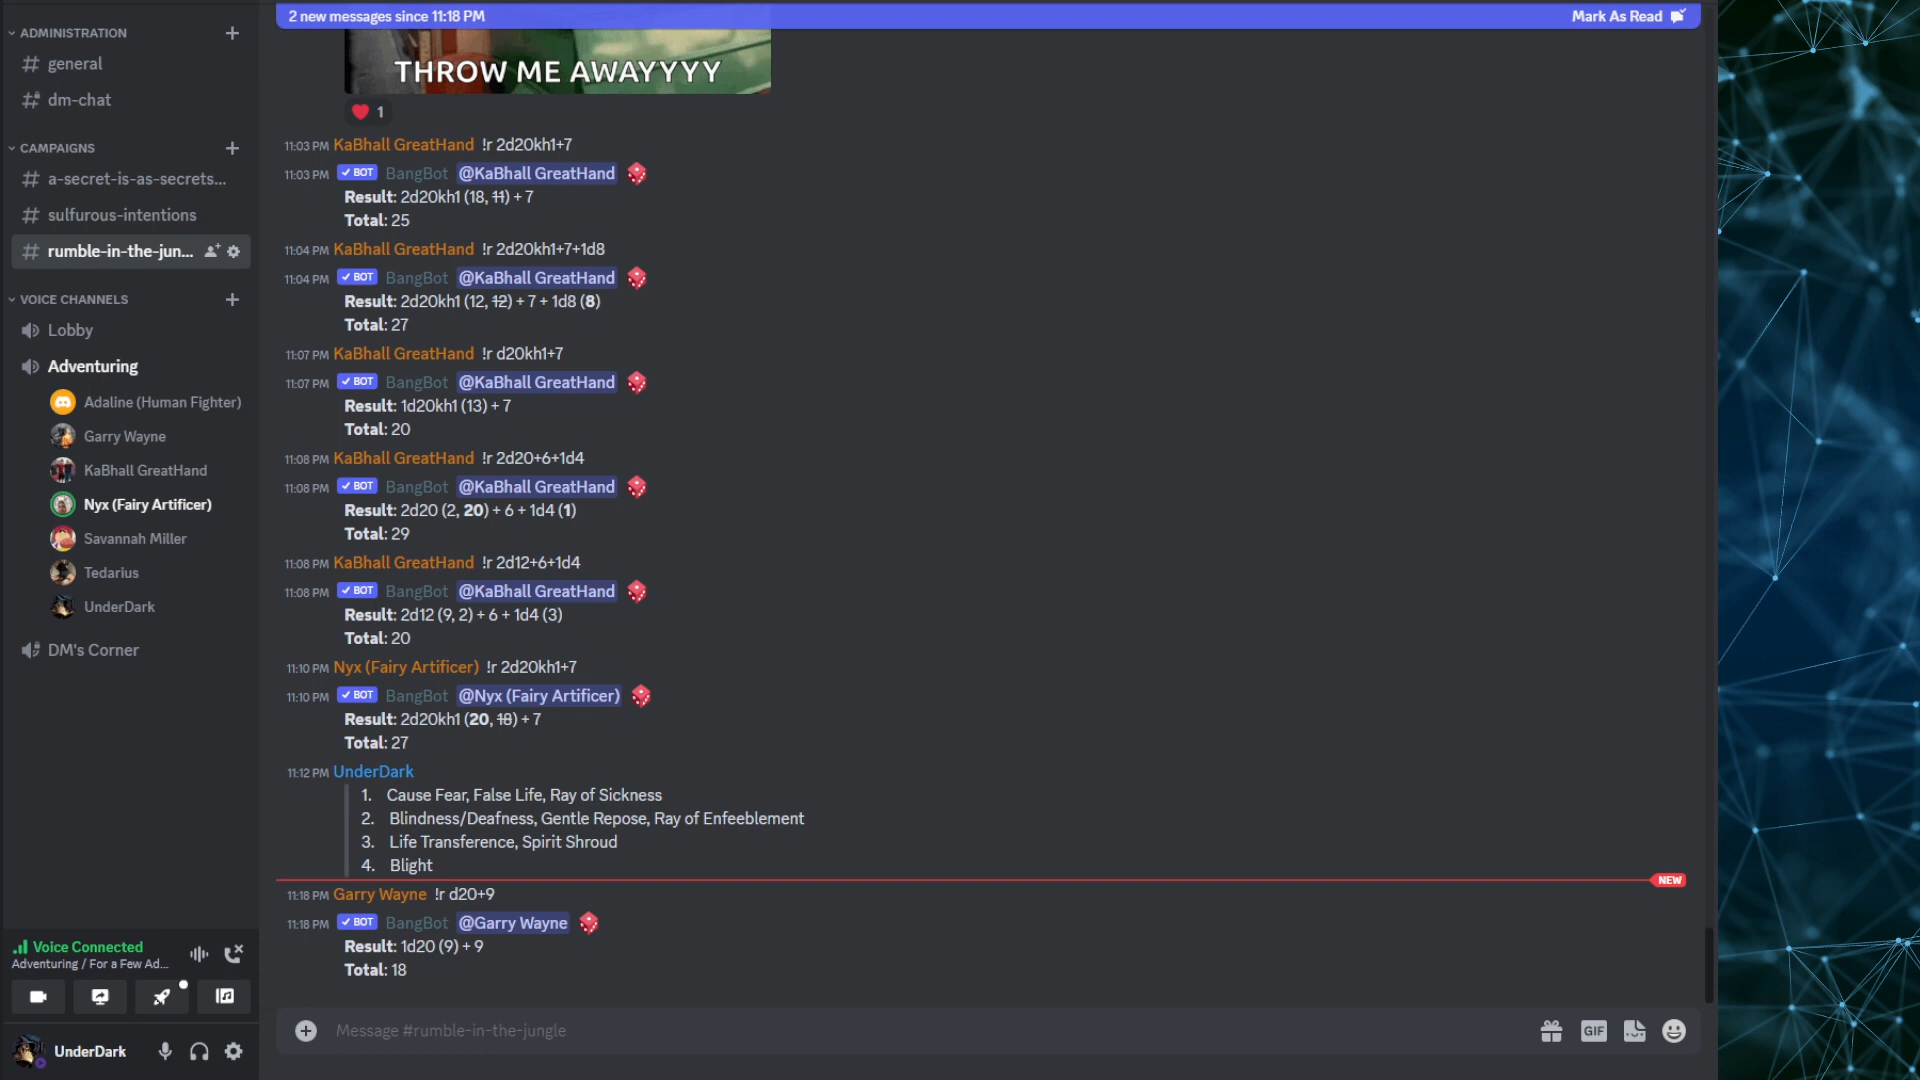 ADMINISTRATION
general
dm-chat
CAMPAIGNS
a-secret-is-as-secrets...
sulfurous-intentions
rumble-in-the-jun...
VOICE CHANNELS
Lobby
Adventuring
Adaline (Human Fighter)
Garry Wayne
KaBhall GreatHand
Nyx (Fairy Artificer)
Savannah Miller
Tedarius
UnderDark
DM's Corner
Voice Connected
Adventuring / For a Few Ad...
UnderDark
2 new messages since 11:18 PM
Mark As Read
THROW ME AWAYYYY
1
11:03 PM KaBhall GreatHand !r 2d20kh1+7
11:03 PM BOT BangBot @KaBhall GreatHand
Result: 2d20kh1 (18, 11) + 7
Total: 25
11:04 PM KaBhall GreatHand !r 2d20kh1+7+1d8
11:04 PM BOT BangBot @KaBhall GreatHand
Result: 2d20kh1 (12, 12) + 7 + 1d8 (8)
Total: 27
11:07 PM KaBhall GreatHand !r d20kh1+7
11:07 PM BOT BangBot @KaBhall GreatHand
Result: 1d20kh1 (13) + 7
Total: 20
11:08 PM KaBhall GreatHand !r 2d20+6+1d4
11:08 PM BOT BangBot @KaBhall GreatHand
Result: 2d20 (2, 20) + 6 + 1d4 (1)
Total: 29
11:08 PM KaBhall GreatHand !r 2d12+6+1d4
11:08 PM BOT BangBot @KaBhall GreatHand
Result: 2d12 (9, 2) + 6 + 1d4 (3)
Total: 20
11:10 PM Nyx (Fairy Artificer) !r 2d20kh1+7
11:10 PM BOT BangBot @Nyx (Fairy Artificer)
Result: 2d20kh1 (20, 18) + 7
Total: 27
11:12 PM UnderDark
1. Cause Fear, False Life, Ray of Sickness
2. Blindness/Deafness, Gentle Repose, Ray of Enfeeblement
3. Life Transference, Spirit Shroud
4. Blight
NEW
11:18 PM Garry Wayne !r d20+9
11:18 PM BOT BangBot @Garry Wayne
Result: 1d20 (9) + 9
Total: 18
Message #rumble-in-the-jungle
GIF